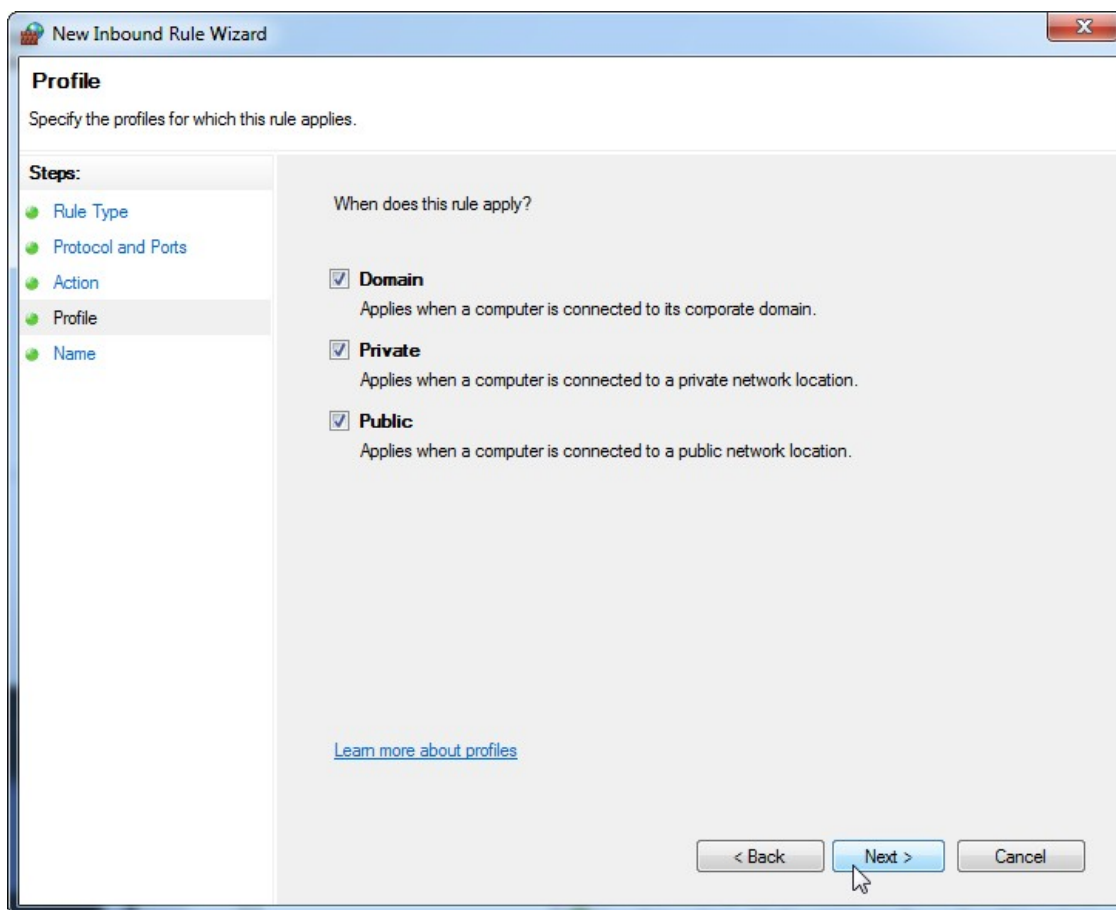 New Inbound Rule Wizard
Profile
Specify the profiles for which this rule applies.
Steps:
Rule Type
Protocol and Ports
Action
Profile
Name
When does this rule apply?
Domain
Applies when a computer is connected to its corporate domain.
Private
Applies when a computer is connected to a private network location.
Public
Applies when a computer is connected to a public network location.
Learn more about profiles
< Back
Next >
Cancel